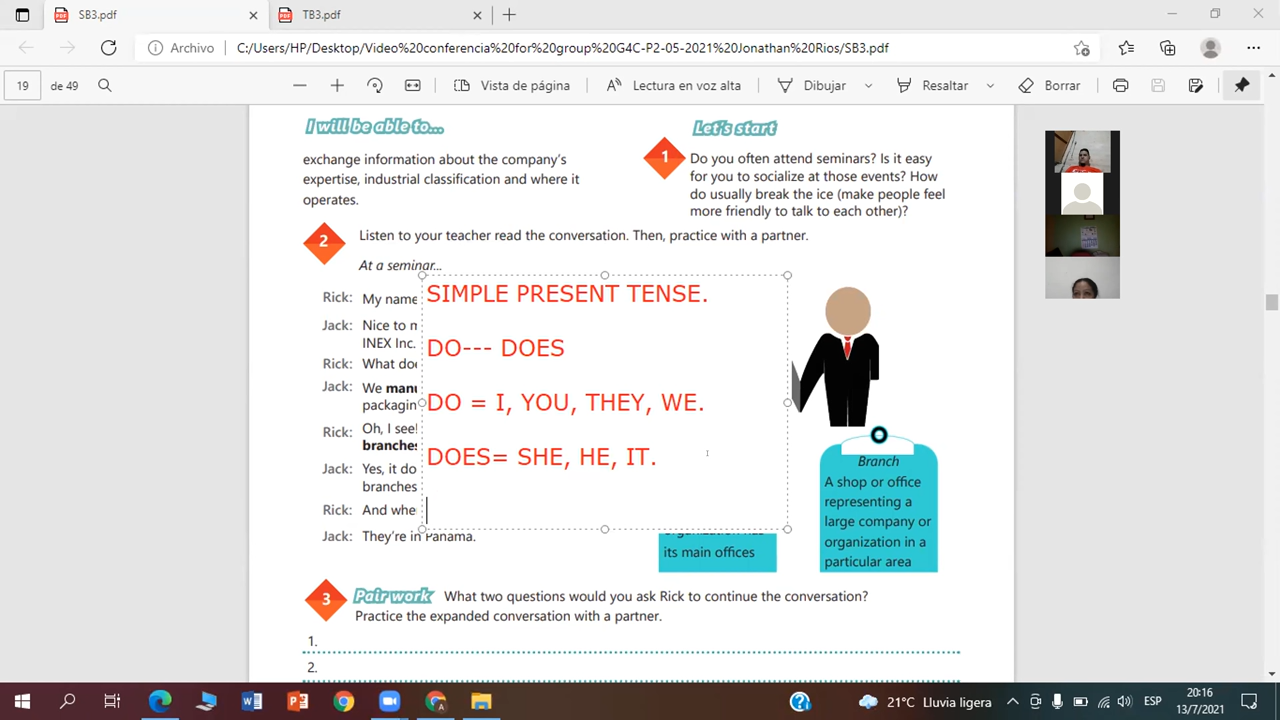 SB3.pdf
TB3.pdf
Archivo
C:/Users/HP/Desktop/Video%20conferencia%20for%20group%20G4C-P2-05-2021%20Jonathan%20Rios/SB3.pdf
19 de 49
Vista de página
Lectura en voz alta
Dibujar
Resaltar
Borrar
I will be able to...
exchange information about the company's
expertise, industrial classification and where it
operates.
Let's start
1
Do you often attend seminars? Is it easy
for you to socialize at those events? How
do usually break the ice (make people feel
more friendly to talk to each other)?
2
Listen to your teacher read the conversation. Then, practice with a partner.
At a seminar...
Rick: My name
Jack: Nice to m
INEX Inc.
Rick: What doe
Jack: We manu
packagin
Rick: Oh, I see!
branches
Jack: Yes, it do
branches
Rick: And whe
Jack: They're in Panama.
SIMPLE PRESENT TENSE.
DO--- DOES
DO = I, YOU, THEY, WE.
DOES= SHE, HE, IT.
organization has
its main offices
Branch
A shop or office
representing a
large company or
organization in a
particular area
3
Pair work What two questions would you ask Rick to continue the conversation?
Practice the expanded conversation with a partner.
1.
2.
21°C Lluvia ligera
ESP
20:16
13/7/2021